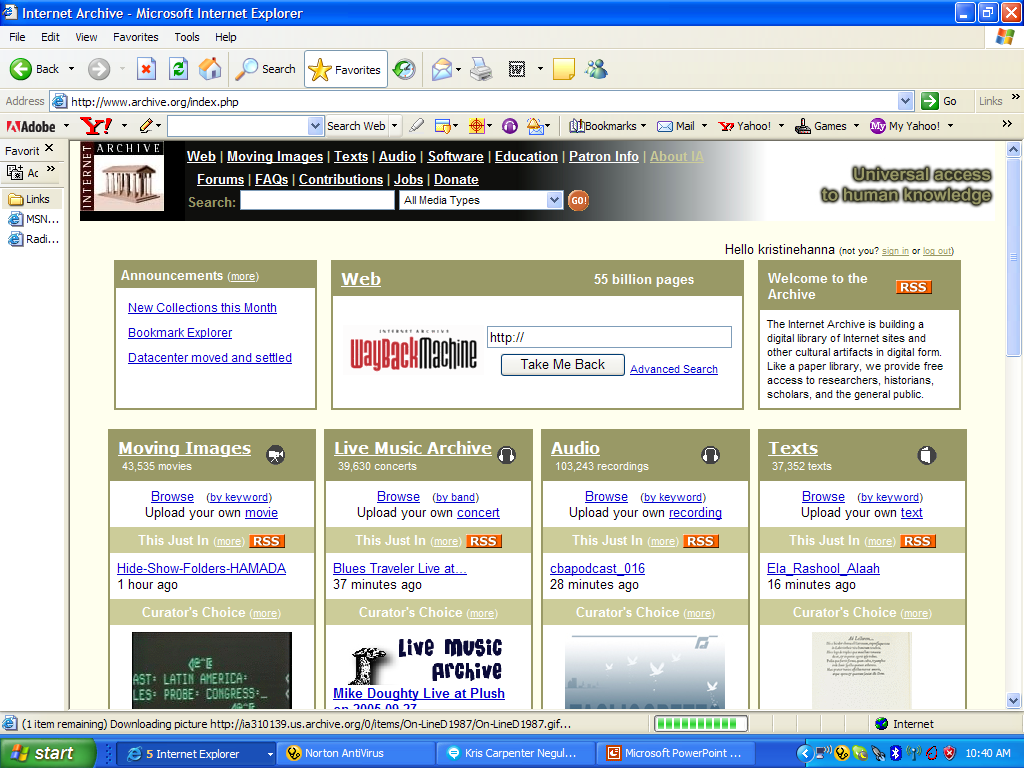 Internet Archive - Microsoft Internet Explorer
File Edit View Favorites Tools Help
Back Search Favorites
Address http://www.archive.org/index.php Go Links »
Adobe Y! Search Web Bookmarks Mail Yahoo! Games My Yahoo! »
Favorit
Ac »
Links
MSN...
Radi...
INTERNET ARCHIVE
Web | Moving Images | Texts | Audio | Software | Education | Patron Info | About IA
Forums | FAQs | Contributions | Jobs | Donate
Search: All Media Types GO!
Universal access
to human knowledge
Hello kristinehanna (not you? sign in or log out)
Announcements (more)
New Collections this Month
Bookmark Explorer
Datacenter moved and settled
Web 55 billion pages
INTERNET ARCHIVE
WayBackMachine
http://
Take Me Back Advanced Search
Welcome to the
Archive RSS
The Internet Archive is building a
digital library of Internet sites and
other cultural artifacts in digital form.
Like a paper library, we provide free
access to researchers, historians,
scholars, and the general public.
Moving Images
43,535 movies
Browse (by keyword)
Upload your own movie
This Just In (more) RSS
Hide-Show-Folders-HAMADA
1 hour ago
Curator's Choice (more)
AST: LATIN AMERICA:
LES: PROBE: CONGRESS:_
Live Music Archive
39,630 concerts
Browse (by band)
Upload your own concert
This Just In (more) RSS
Blues Traveler Live at...
37 minutes ago
Curator's Choice (more)
Live Music
Archive
Mike Doughty Live at Plush
on 2005-09-27
Audio
103,243 recordings
Browse (by keyword)
Upload your own recording
This Just In (more) RSS
cbapodcast_016
28 minutes ago
Curator's Choice (more)
Texts
37,352 texts
Browse (by keyword)
Upload your own text
This Just In (more) RSS
Ela_Rashool_Alaah
16 minutes ago
Curator's Choice (more)
(1 item remaining) Downloading picture http://ia310139.us.archive.org/0/items/On-LineD1987/On-LineD1987.gif... Internet
start 5 Internet Explorer Norton AntiVirus Kris Carpenter Negul... Microsoft PowerPoint ... 10:40 AM